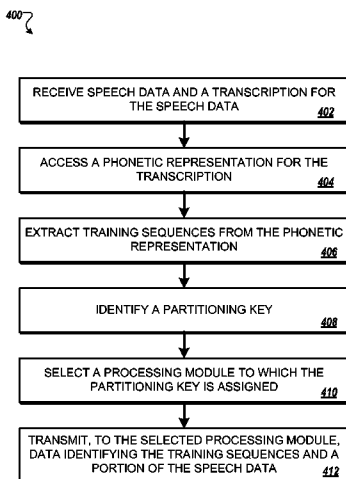 400
RECEIVE SPEECH DATA AND A TRANSCRIPTION FOR
THE SPEECH DATA
402
ACCESS A PHONETIC REPRESENTATION FOR THE
TRANSCRIPTION
404
EXTRACT TRAINING SEQUENCES FROM THE PHONETIC
REPRESENTATION
406
IDENTIFY A PARTITIONING KEY
408
SELECT A PROCESSING MODULE TO WHICH THE
PARTITIONING KEY IS ASSIGNED
410
TRANSMIT, TO THE SELECTED PROCESSING MODULE,
DATA IDENTIFYING THE TRAINING SEQUENCES AND A
PORTION OF THE SPEECH DATA
412